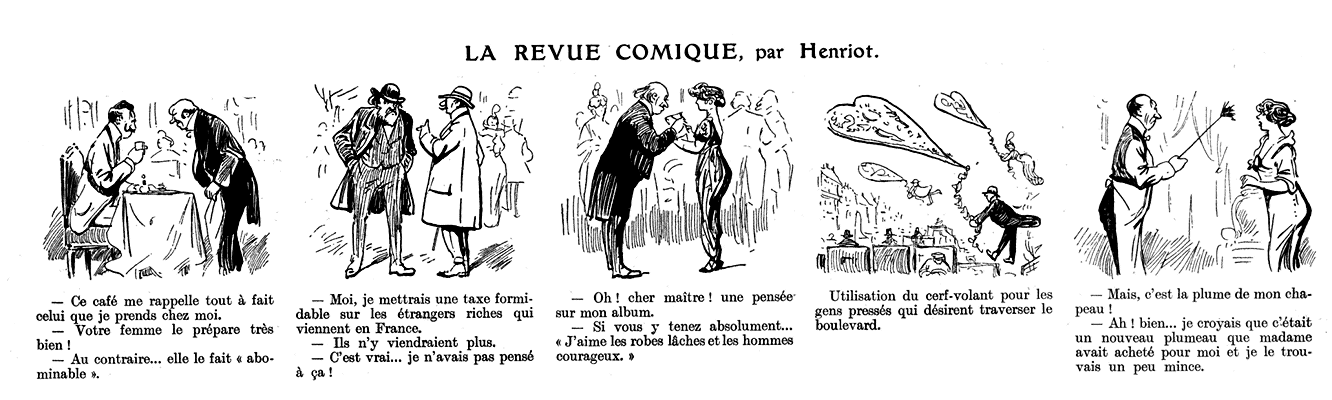 LA REVUE COMIQUE, par Henriot.
— Ce café me rappelle tout à fait
celui que je prends chez moi.
— Votre femme le prépare très
bien !
— Au contraire... elle le fait « abo-
minable ».
— Moi, je mettrais une taxe formi-
dable sur les étrangers riches qui
viennent en France.
— Ils n'y viendraient plus.
— C'est vrai... je n'avais pas pensé
à ça !
— Oh ! cher maître ! une pensée
sur mon album.
— Si vous y tenez absolument...
« J'aime les robes lâches et les hommes
courageux. »
Utilisation du cerf-volant pour les
gens pressés qui désirent traverser le
boulevard.
— Mais, c'est la plume de mon cha-
peau !
— Ah ! bien... je croyais que c'était
un nouveau plumeau que madame
avait acheté pour moi et je le trou-
vais un peu mince.